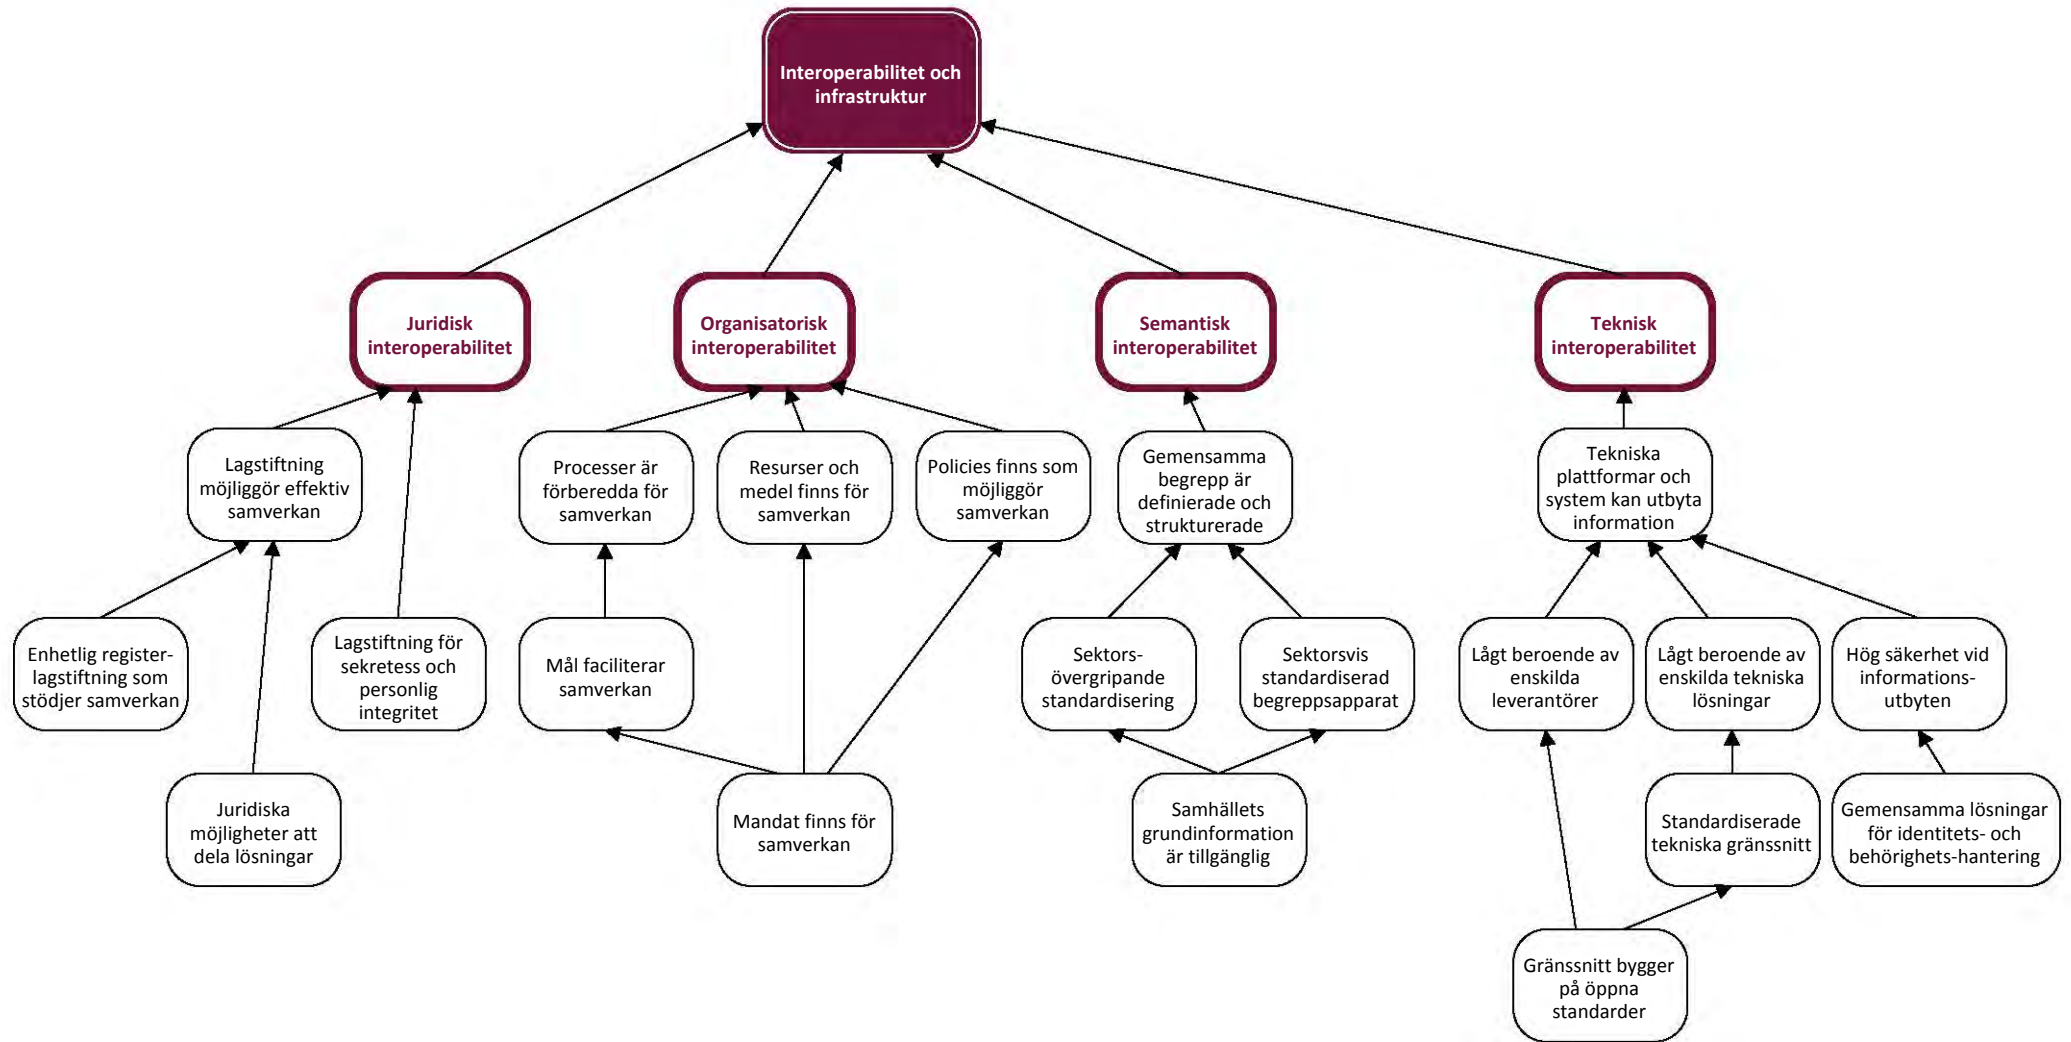 Interoperabilitet och
infrastruktur
Juridisk
interoperabilitet
Organisatorisk
interoperabilitet
Semantisk
interoperabilitet
Teknisk
interoperabilitet
Lagstiftning
möjliggör effektiv
samverkan
Processer är
förberedda för
samverkan
Resurser och
medel finns för
samverkan
Policies finns som
möjliggör
samverkan
Gemensamma
begrepp är
definierade och
strukturerade
Tekniska
plattformar och
system kan utbyta
information
Enhetlig register-
lagstiftning som
stödjer samverkan
Lagstiftning för
sekretess och
personlig
integritet
Mål faciliterar
samverkan
Sektors-
övergripande
standardisering
Sektorsvis
standardiserad
begreppsapparat
Lågt beroende av
enskilda
leverantörer
Lågt beroende av
enskilda tekniska
lösningar
Hög säkerhet vid
informations-
utbyten
Juridiska
möjligheter att
dela lösningar
Mandat finns för
samverkan
Samhällets
grundinformation
är tillgänglig
Standardiserade
tekniska gränssnitt
Gemensamma lösningar
för identitets- och
behörighets-hantering
Gränssnitt bygger
på öppna
standarder